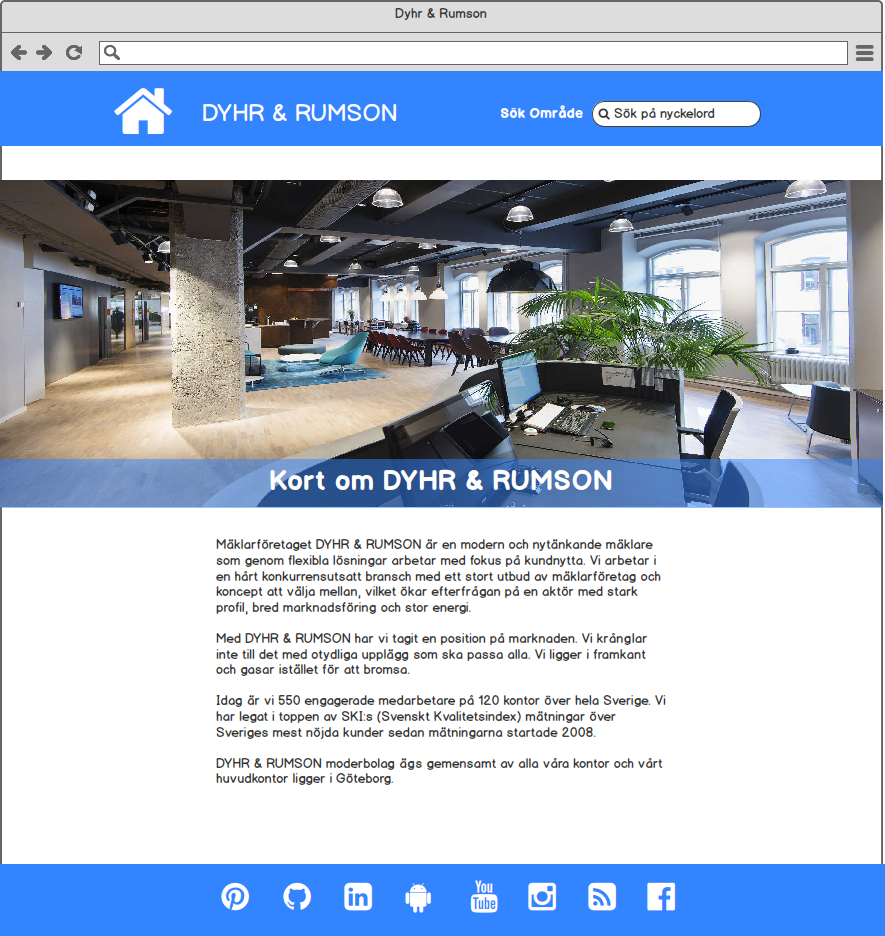 Dyhr & Rumson
DYHR & RUMSON
Sök Område
Sök på nyckelord
Kort om DYHR & RUMSON
Mäklarföretaget DYHR & RUMSON är en modern och nytänkande mäklare
som genom flexibla lösningar arbetar med fokus på kundnytta. Vi arbetar i
en hårt konkurrensutsatt bransch med ett stort utbud av mäklarföretag och
koncept att välja mellan, vilket ökar efterfrågan på en aktör med stark
profil, bred marknadsföring och stor energi.
Med DYHR & RUMSON har vi tagit en position på marknaden. Vi krånglar
inte till det med otydliga upplägg som ska passa alla. Vi ligger i framkant
och gasar istället för att bromsa.
Idag är vi 550 engagerade medarbetare på 120 kontor över hela Sverige. Vi
har legat i toppen av SKI:s (Svenskt Kvalitetsindex) mätningar över
Sveriges mest nöjda kunder sedan mätningarna startade 2008.
DYHR & RUMSON moderbolag ägs gemensamt av alla våra kontor och vårt
huvudkontor ligger i Göteborg.
You
Tube